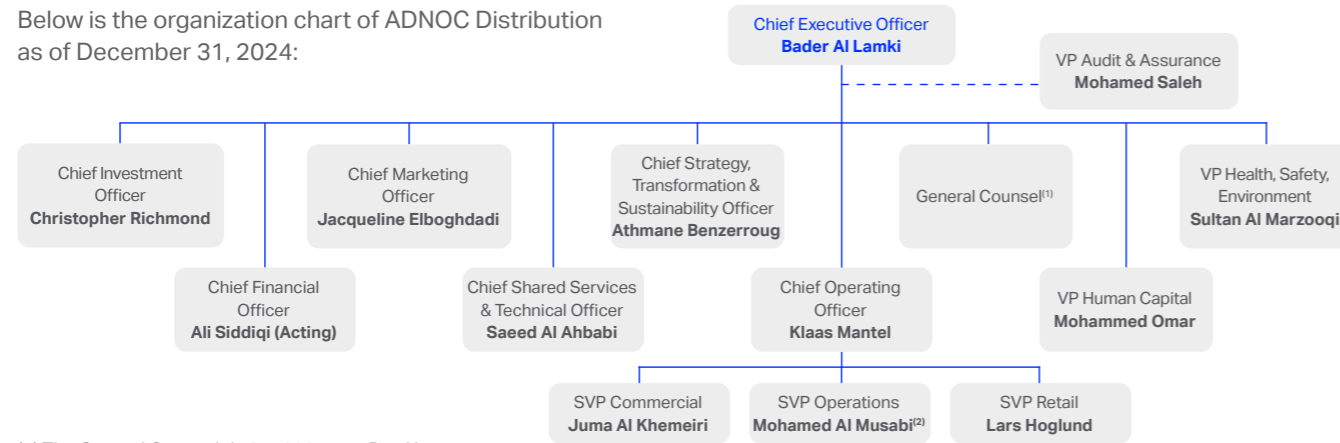 Below is the organization chart of ADNOC Distribution
as of December 31, 2024:
Chief Executive Officer
Bader Al Lamki
VP Audit & Assurance
Mohamed Saleh
Chief Investment
Officer
Christopher Richmond
Chief Marketing
Officer
Jacqueline Elboghdadi
Chief Strategy,
Transformation &
Sustainability Officer
Athmane Benzerroug
General Counsel(1)
VP Health, Safety,
Environment
Sultan Al Marzooqi
Chief Financial
Officer
Ali Siddiqi (Acting)
Chief Shared Services
& Technical Officer
Saeed Al Ahbabi
Chief Operating
Officer
Klaas Mantel
VP Human Capital
Mohammed Omar
SVP Commercial
Juma Al Khemeiri
SVP Operations
Mohamed Al Musabi(2)
SVP Retail
Lars Hoglund